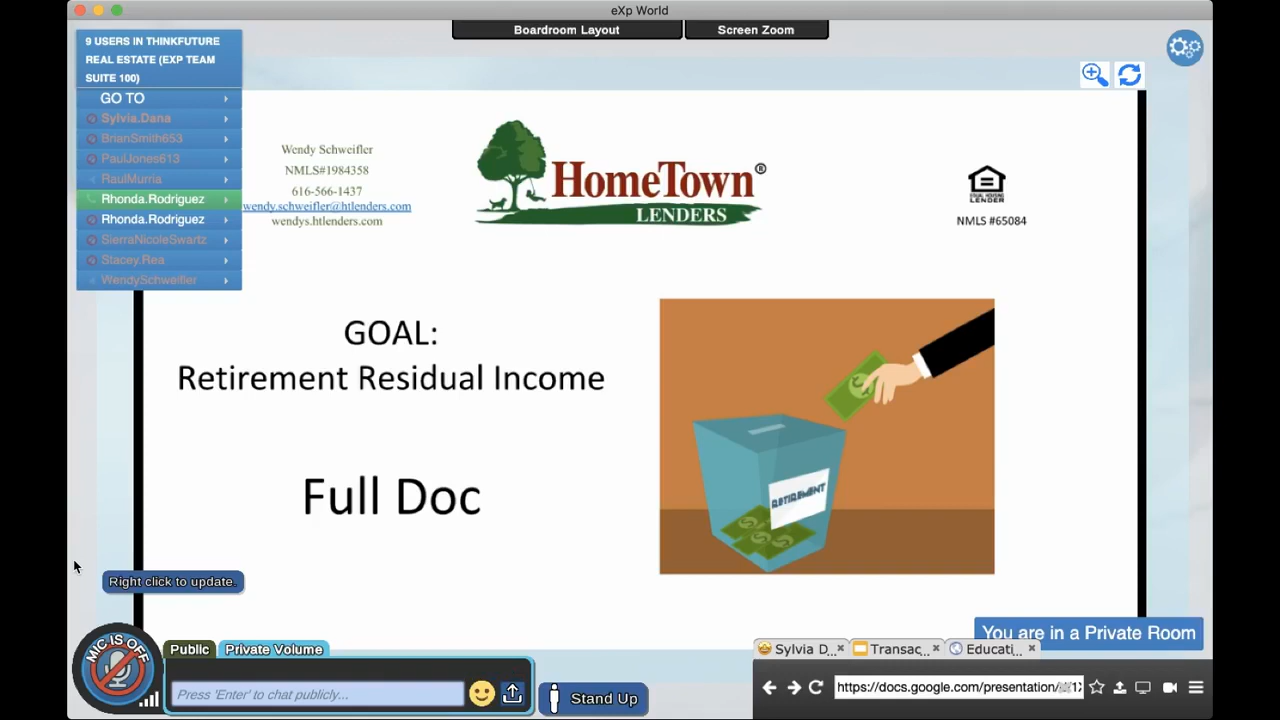 eXp World
Boardroom Layout
Screen Zoom
9 USERS IN THINKFUTURE
REAL ESTATE (EXP TEAM
SUITE 100)
GO TO
Sylvia.Dana
BrianSmith653
PaulJones613
RaulMurria
Rhonda.Rodriguez
Rhonda.Rodriguez
SierraNicoleSwartz
Stacey.Rea
WendySchweifler
Wendy Schweifler
NMLS#1984358
616-566-1437
wendy.schweifler@htlenders.com
wendys.htlenders.com
HomeTown®
LENDERS
EQUAL HOUSING
LENDER
NMLS #65084
GOAL:
Retirement Residual Income
Full Doc
RETIREMENT
Right click to update.
MIC IS OFF
Public
Private Volume
Press 'Enter' to chat publicly...
Stand Up
You are in a Private Room
Sylvia D...
Transac...
Educati...
https://docs.google.com/presentation/